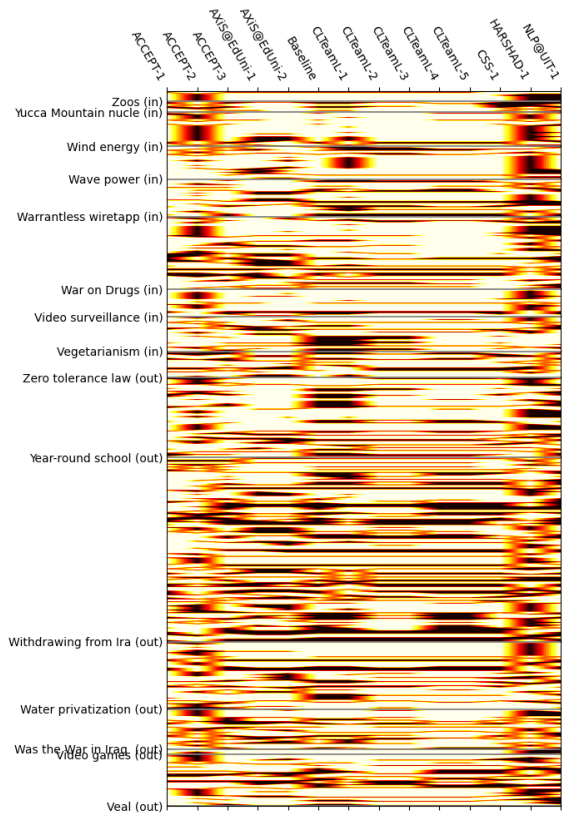 ACCEPT-1
ACCEPT-2
ACCEPT-3
AXiS@EdUni-1
AXiS@EdUni-2
Baseline
CLTeamL-1
CLTeamL-2
CLTeamL-3
CLTeamL-4
CLTeamL-5
CSS-1
HARSHAD-1
NLP@UIT-1
Zoos (in)
Yucca Mountain nucle (in)
Wind energy (in)
Wave power (in)
Warrantless wiretapp (in)
War on Drugs (in)
Video surveillance (in)
Vegetarianism (in)
Zero tolerance law (out)
Year-round school (out)
Withdrawing from Ira (out)
Water privatization (out)
Was the War in Iraq (out)
Video games (out)
Veal (out)